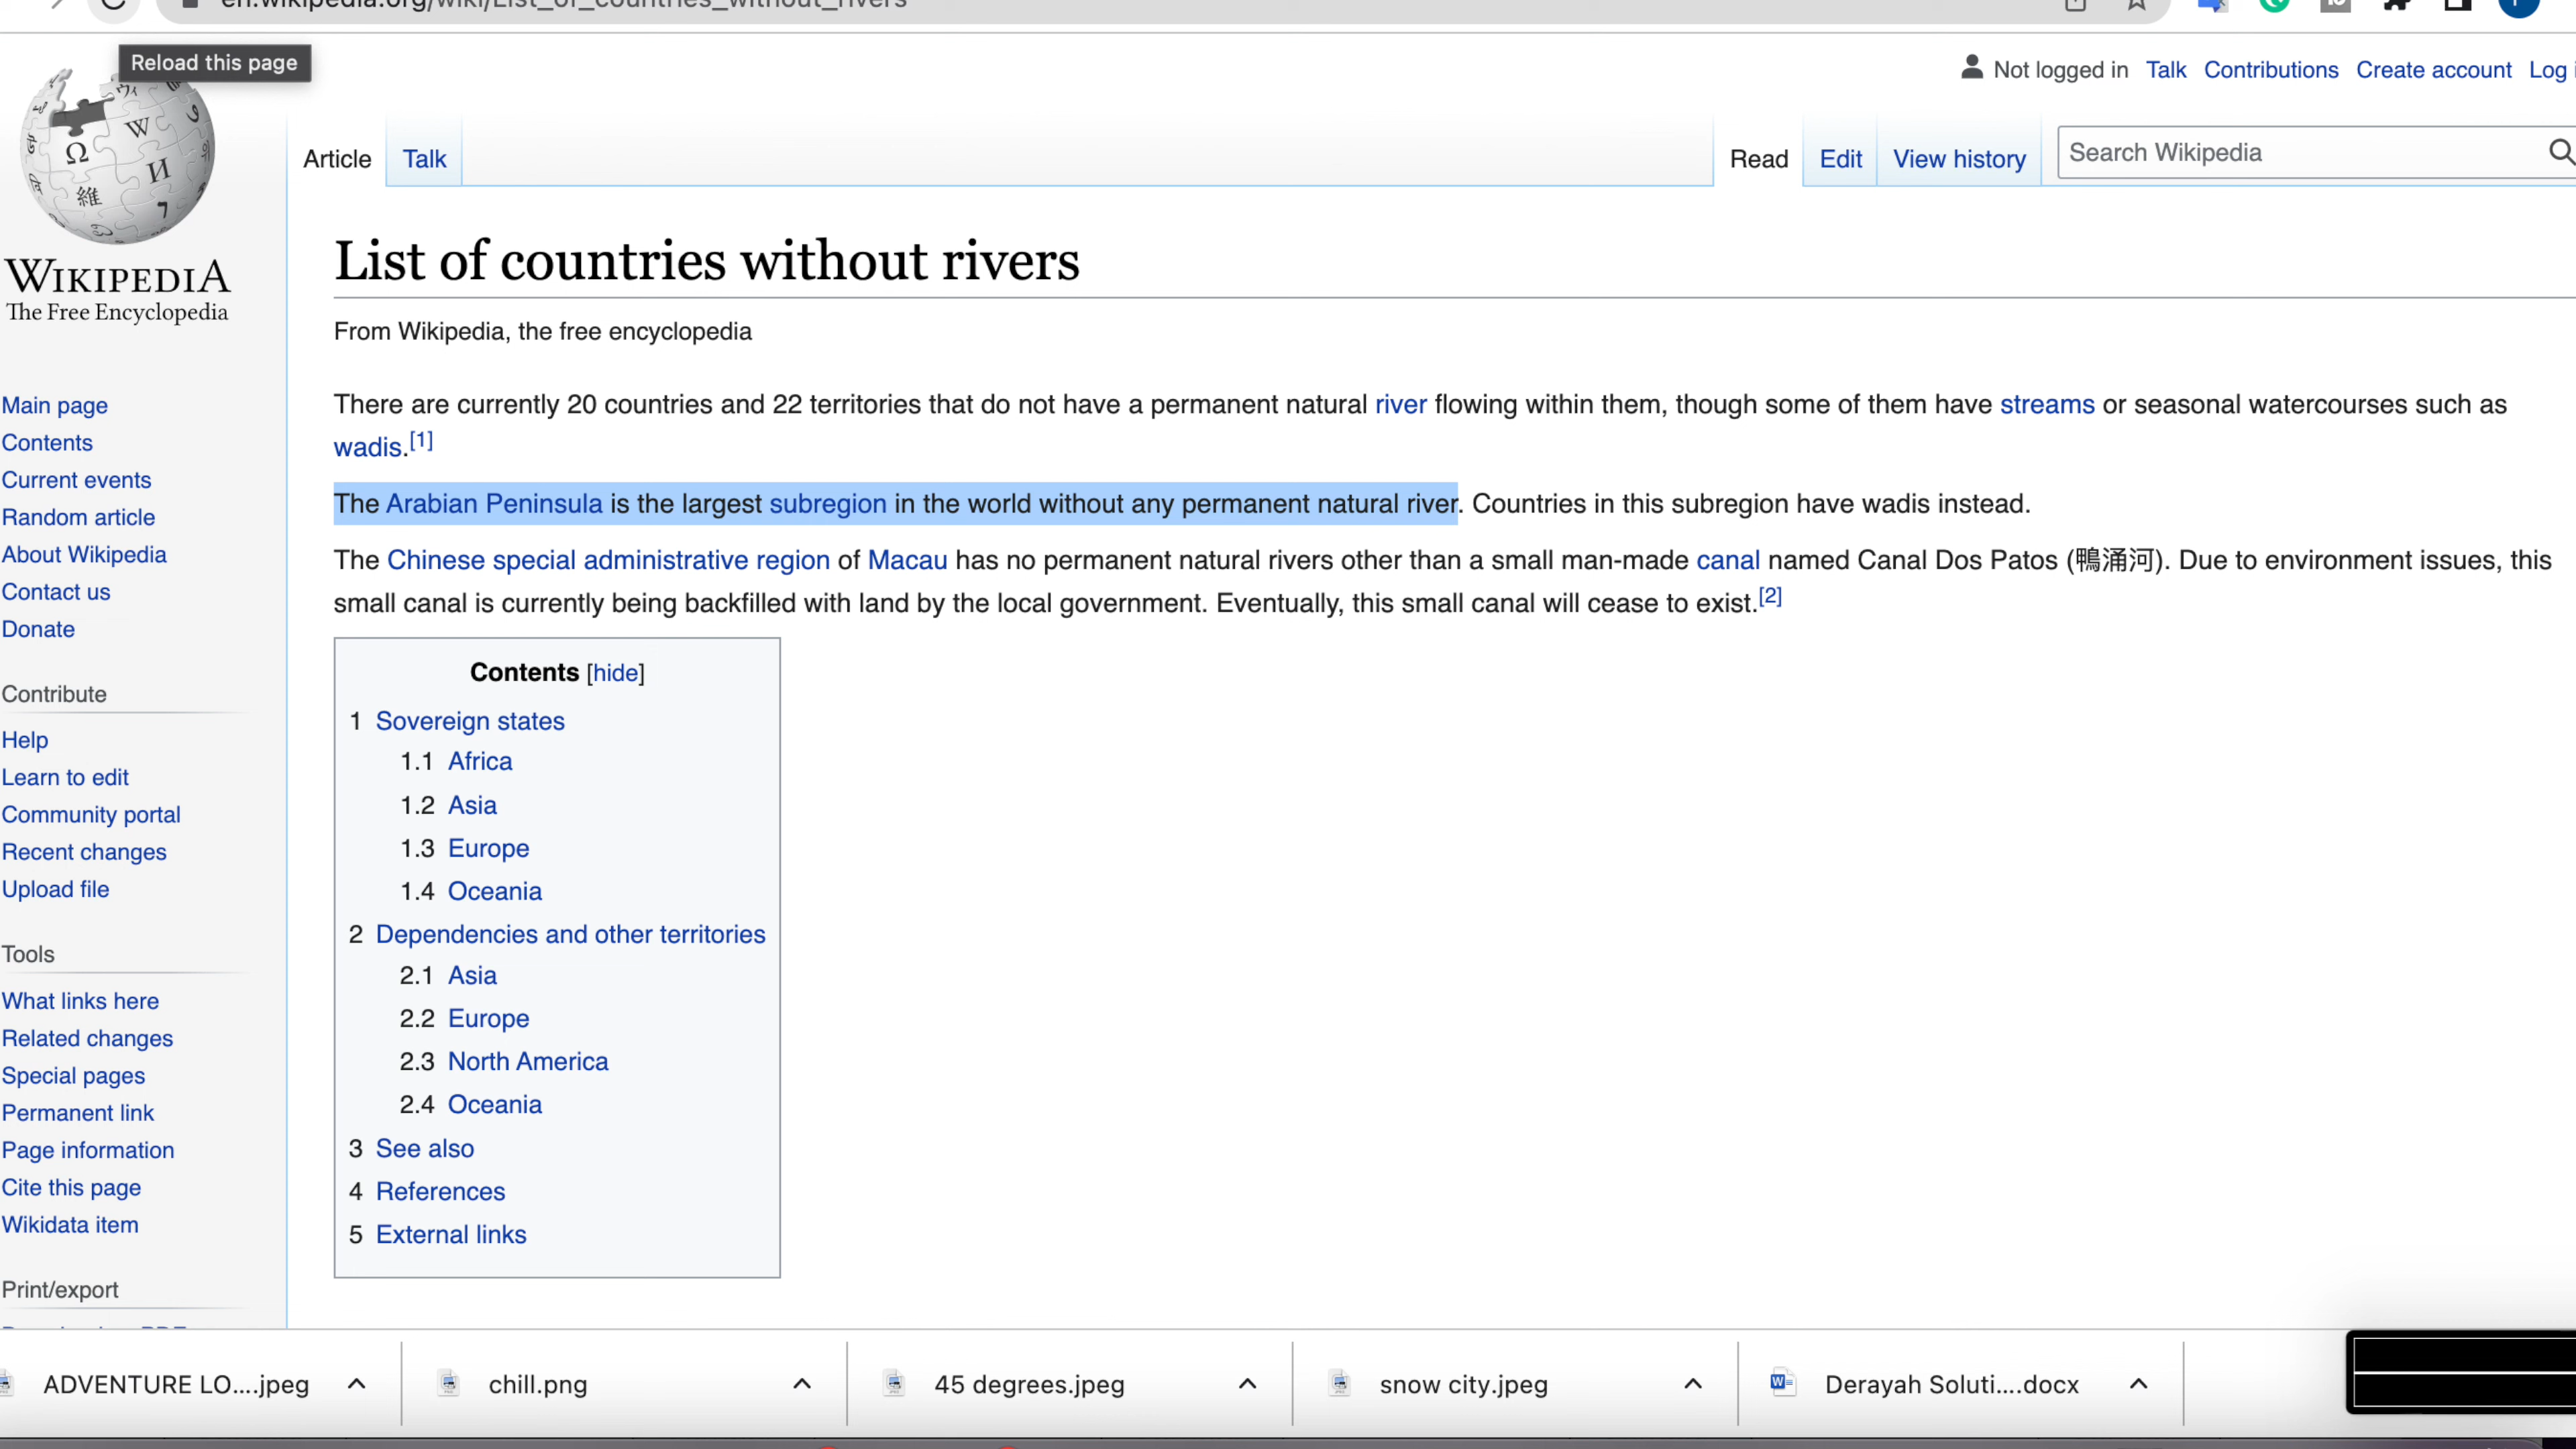 en.wikipedia.org/wiki/List_of_countries_without_rivers
Reload this page
Not logged in Talk Contributions Create account Log
Article Talk Read Edit View history Search Wikipedia
WIKIPEDIA
The Free Encyclopedia
List of countries without rivers
From Wikipedia, the free encyclopedia
There are currently 20 countries and 22 territories that do not have a permanent natural river flowing within them, though some of them have streams or seasonal watercourses such as
wadis.[1]
The Arabian Peninsula is the largest subregion in the world without any permanent natural river. Countries in this subregion have wadis instead.
The Chinese special administrative region of Macau has no permanent natural rivers other than a small man-made canal named Canal Dos Patos (鴨涌河). Due to environment issues, this
small canal is currently being backfilled with land by the local government. Eventually, this small canal will cease to exist.[2]
Main page
Contents
Current events
Random article
About Wikipedia
Contact us
Donate
Contribute
Help
Learn to edit
Community portal
Recent changes
Upload file
Tools
What links here
Related changes
Special pages
Permanent link
Page information
Cite this page
Wikidata item
Print/export
Contents [hide]
1 Sovereign states
1.1 Africa
1.2 Asia
1.3 Europe
1.4 Oceania
2 Dependencies and other territories
2.1 Asia
2.2 Europe
2.3 North America
2.4 Oceania
3 See also
4 References
5 External links
ADVENTURE LO....jpeg chill.png 45 degrees.jpeg snow city.jpeg Derayah Soluti....docx